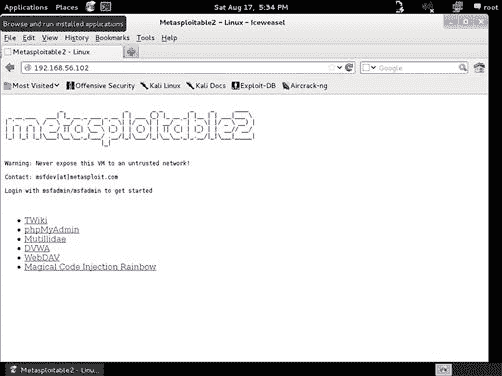 Applications Places Sat Aug 17, 5:34 PM root
Browse and run installed applications
Metasploitable2 - Linux - Iceweasel
File Edit View History Bookmarks Tools Help
Metasploitable2 - Linux
192.168.56.102
Google
Most Visited Offensive Security Kali Linux Kali Docs Exploit-DB Aircrack-ng
metasploitable2
Warning: Never expose this VM to an untrusted network!
Contact: msfdev[at]metasploit.com
Login with msfadmin/msfadmin to get started
TWiki
phpMyAdmin
Mutillidae
DVWA
WebDAV
Magical Code Injection Rainbow
Metasploitable2 - Linu...